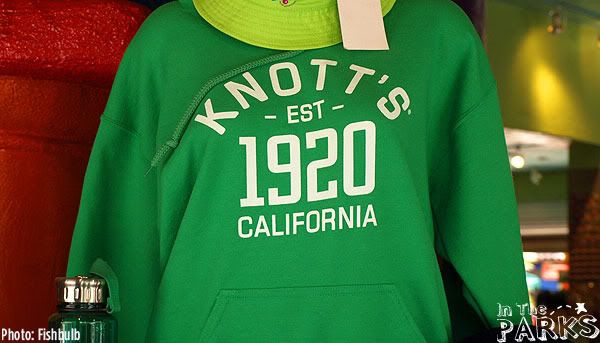 KNOTT'S
- EST -
1920
CALIFORNIA
Photo: Fishbulb
In The
PARKS